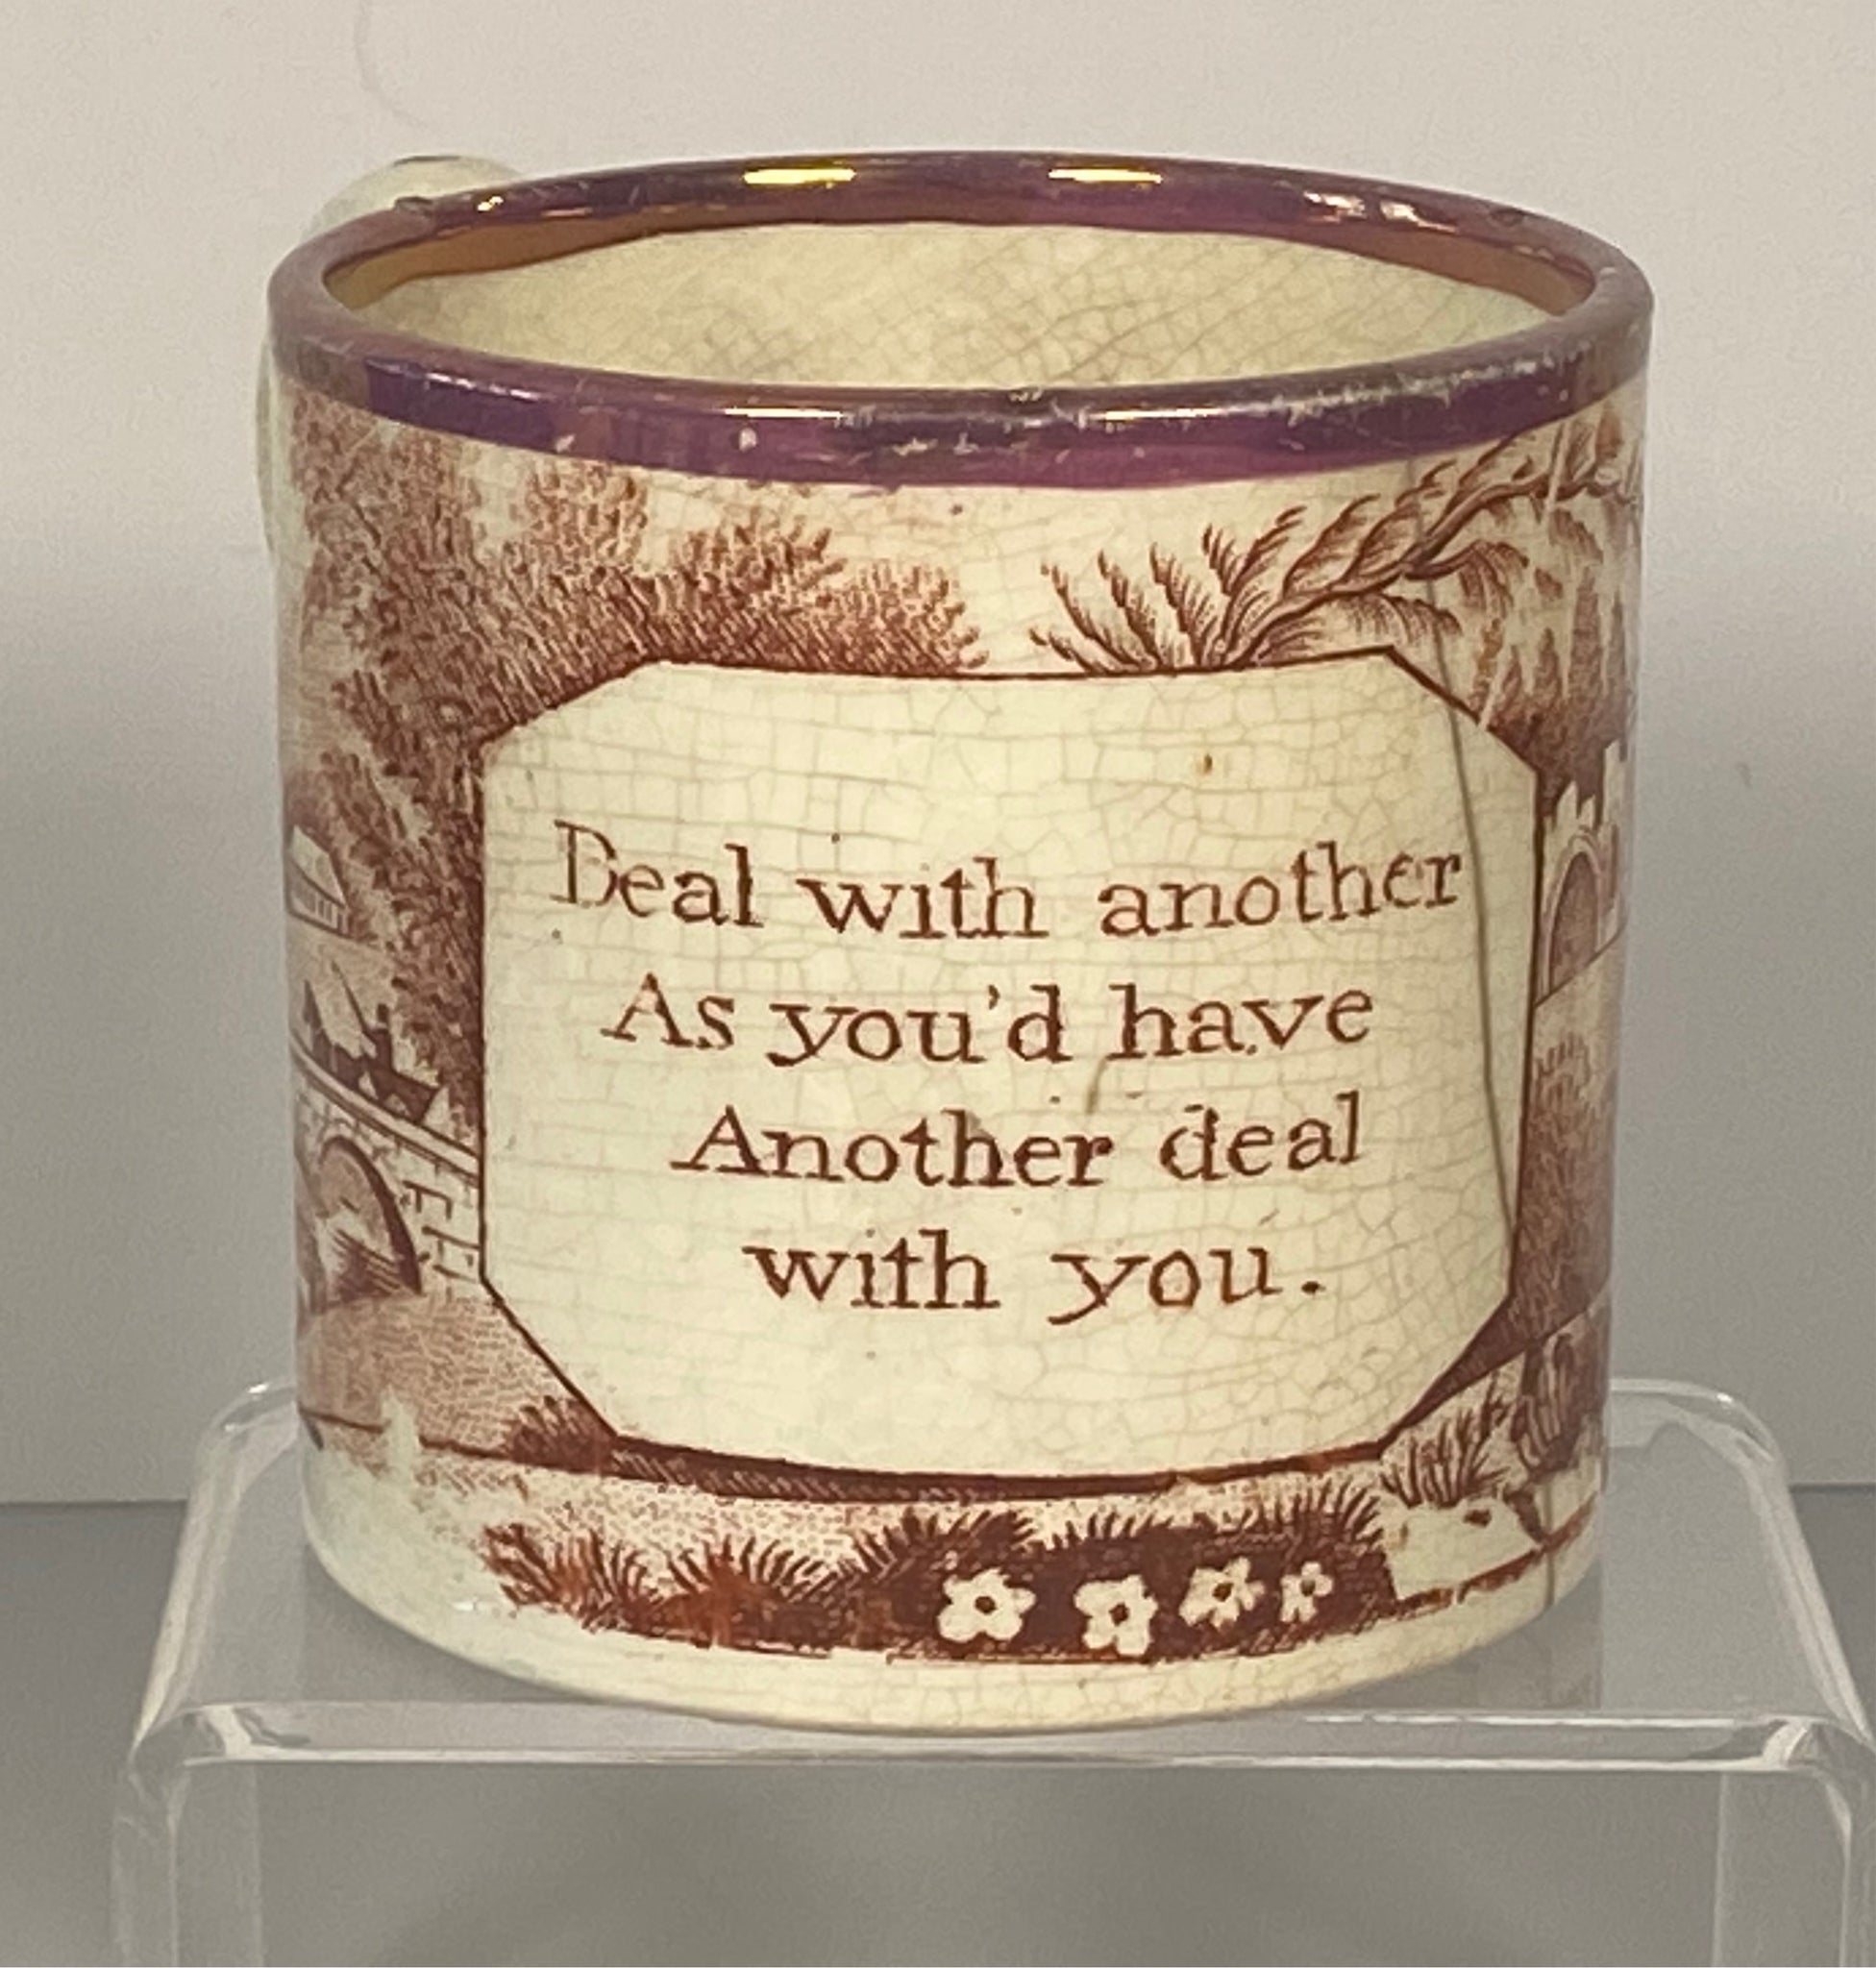 Deal with another
As you'd have
Another deal
with you.